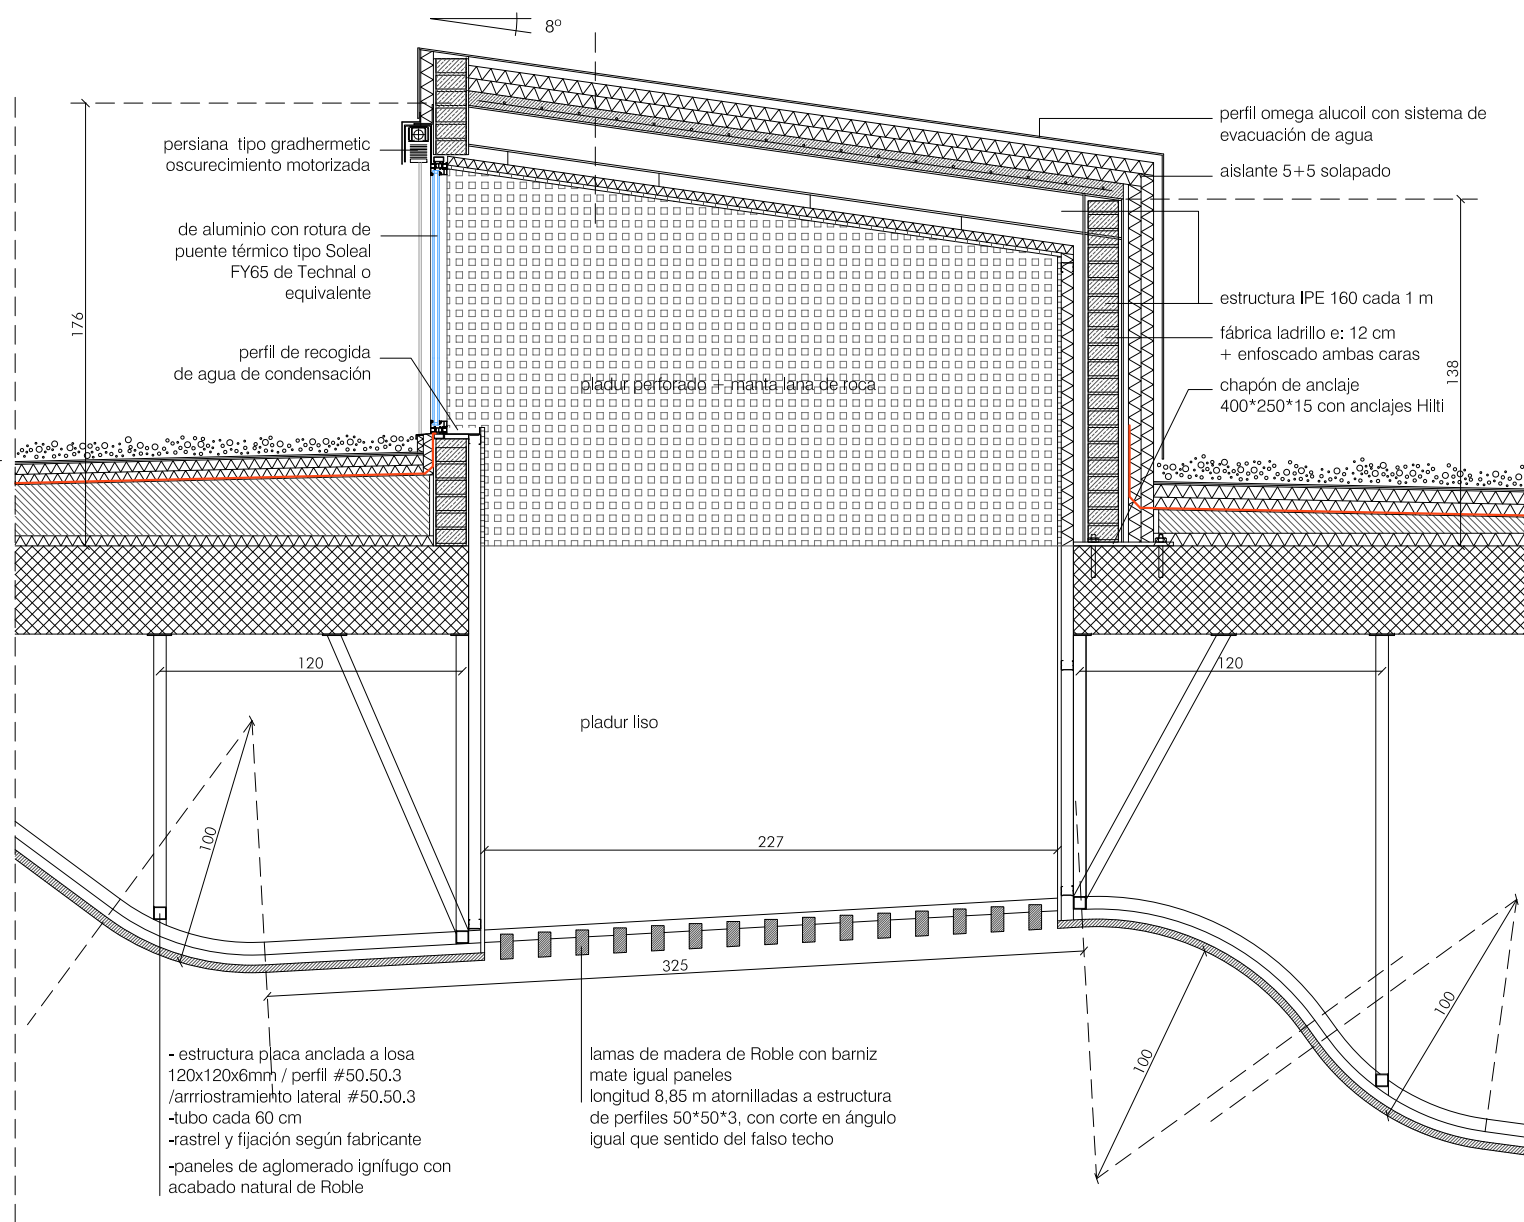 8º
persiana tipo gradhermetic
oscurecimiento motorizada
de aluminio con rotura de
puente térmico tipo Soleal
FY65 de Technal o
equivalente
perfil de recogida
de agua de condensación
176
perfil omega alucoil con sistema de
evacuación de agua
aislante 5+5 solapado
estructura IPE 160 cada 1 m
fábrica ladrillo e: 12 cm
+ enfoscado ambas caras
chapón de anclaje
400*250*15 con anclajes Hilti
138
pladur perforado + manta lana de roca
120
120
pladur liso
100
227
325
100
100
- estructura placa anclada a losa
120x120x6mm / perfil #50.50.3
/arrriostramiento lateral #50.50.3
-tubo cada 60 cm
-rastrel y fijación según fabricante
-paneles de aglomerado ignífugo con
acabado natural de Roble
lamas de madera de Roble con barniz
mate igual paneles
longitud 8,85 m atornilladas a estructura
de perfiles 50*50*3, con corte en ángulo
igual que sentido del falso techo